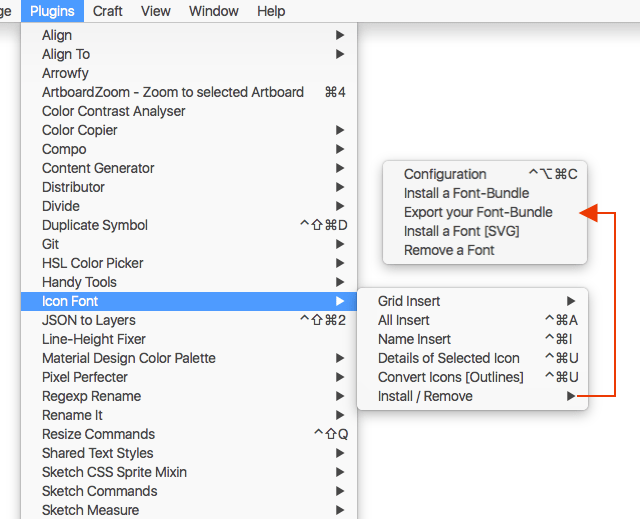 ge Plugins Craft View Window Help
Align
Align To
Arrowfy
ArtboardZoom - Zoom to selected Artboard ⌘4
Color Contrast Analyser
Color Copier
Compo
Content Generator
Distributor
Divide
Duplicate Symbol ^⇧⌘D
Git
HSL Color Picker
Handy Tools
Icon Font
JSON to Layers ^⇧⌘2
Line-Height Fixer
Material Design Color Palette
Pixel Perfecter
Regexp Rename
Rename It
Resize Commands ^⇧Q
Shared Text Styles
Sketch CSS Sprite Mixin
Sketch Commands
Sketch Measure
Configuration ^⌥⌘C
Install a Font-Bundle
Export your Font-Bundle
Install a Font [SVG]
Remove a Font
Grid Insert
All Insert ^⌘A
Name Insert ^⌘I
Details of Selected Icon ^⌘U
Convert Icons [Outlines] ^⌘U
Install / Remove